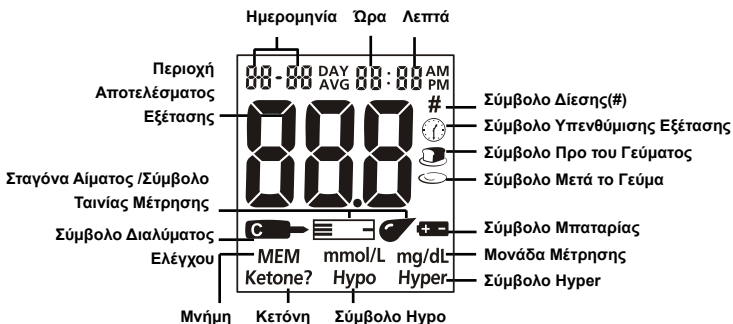 Ημερομηνία Ώρα Λεπτά
Περιοχή
Αποτελέσματος
Εξέτασης
88-88 DAY AVG 88:88 AM PM
888.8
#
Σύμβολο Δίεσης(#)
Σύμβολο Υπενθύμισης Εξέτασης
Σύμβολο Προ του Γεύματος
Σύμβολο Μετά το Γεύμα
Σταγόνα Αίματος /Σύμβολο
Ταινίας Μέτρησης
Σύμβολο Διαλύματος
Ελέγχου
C
+ -
Σύμβολο Μπαταρίας
MEM mmol/L mg/dL
Μονάδα Μέτρησης
Ketone? Hypo Hyper
Σύμβολο Hyper
Μνήμη Κετόνη Σύμβολο Hypo